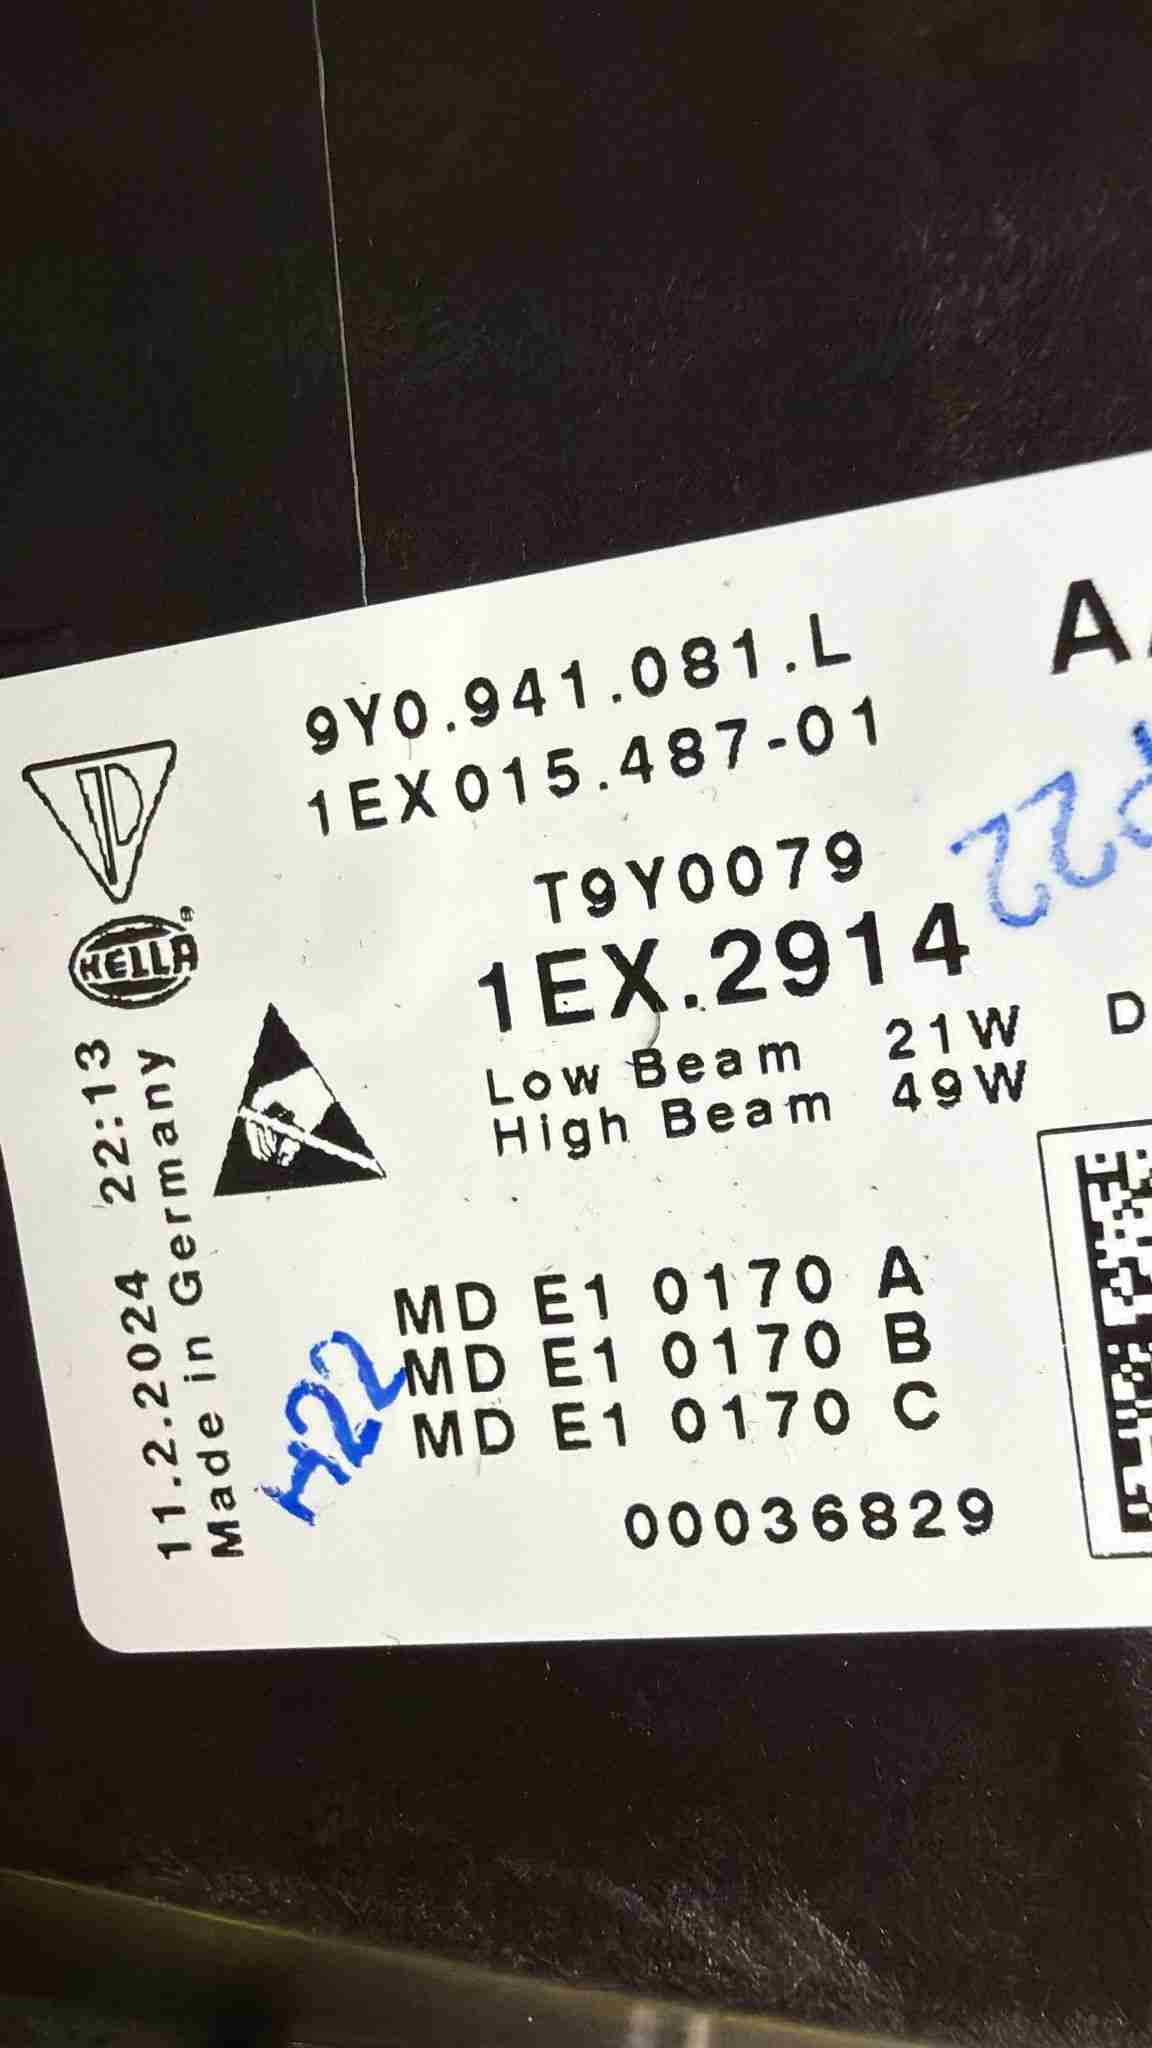 9Y0.941.081.L
1EX015.487-01
T9Y0079
1EX.2914
Low Beam 21W
High Beam 49W
D
HELLA®
11.2.2024 22:13
Made in Germany
MD E1 0170 A
MD E1 0170 B
MD E1 0170 C
H22
00036829